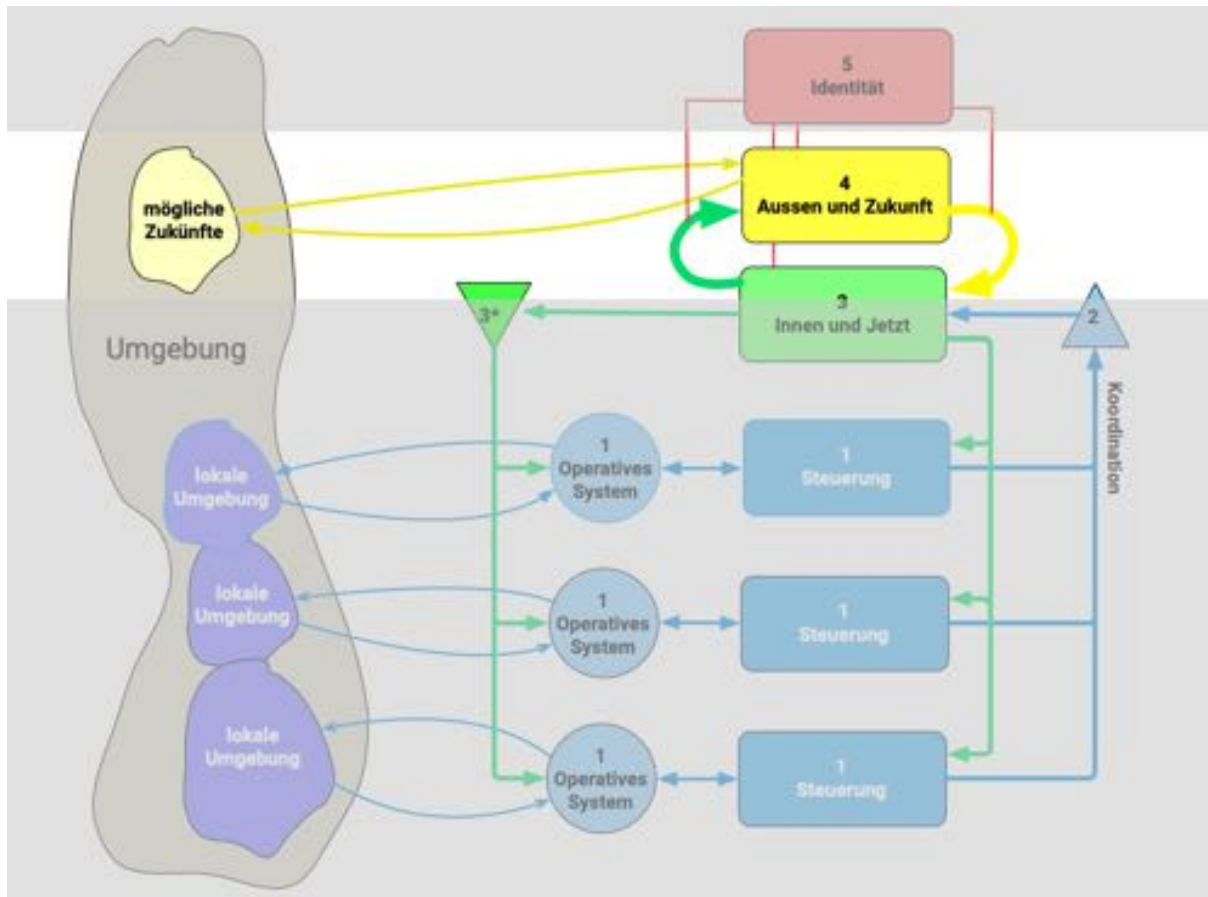 5
Identität
4
Aussen und Zukunft
mögliche
Zukünfte
3
Innen und Jetzt
3*
2
Umgebung
Koordination
lokale
Umgebung
1
Operatives
System
1
Steuerung
lokale
Umgebung
1
Operatives
System
1
Steuerung
lokale
Umgebung
1
Operatives
System
1
Steuerung